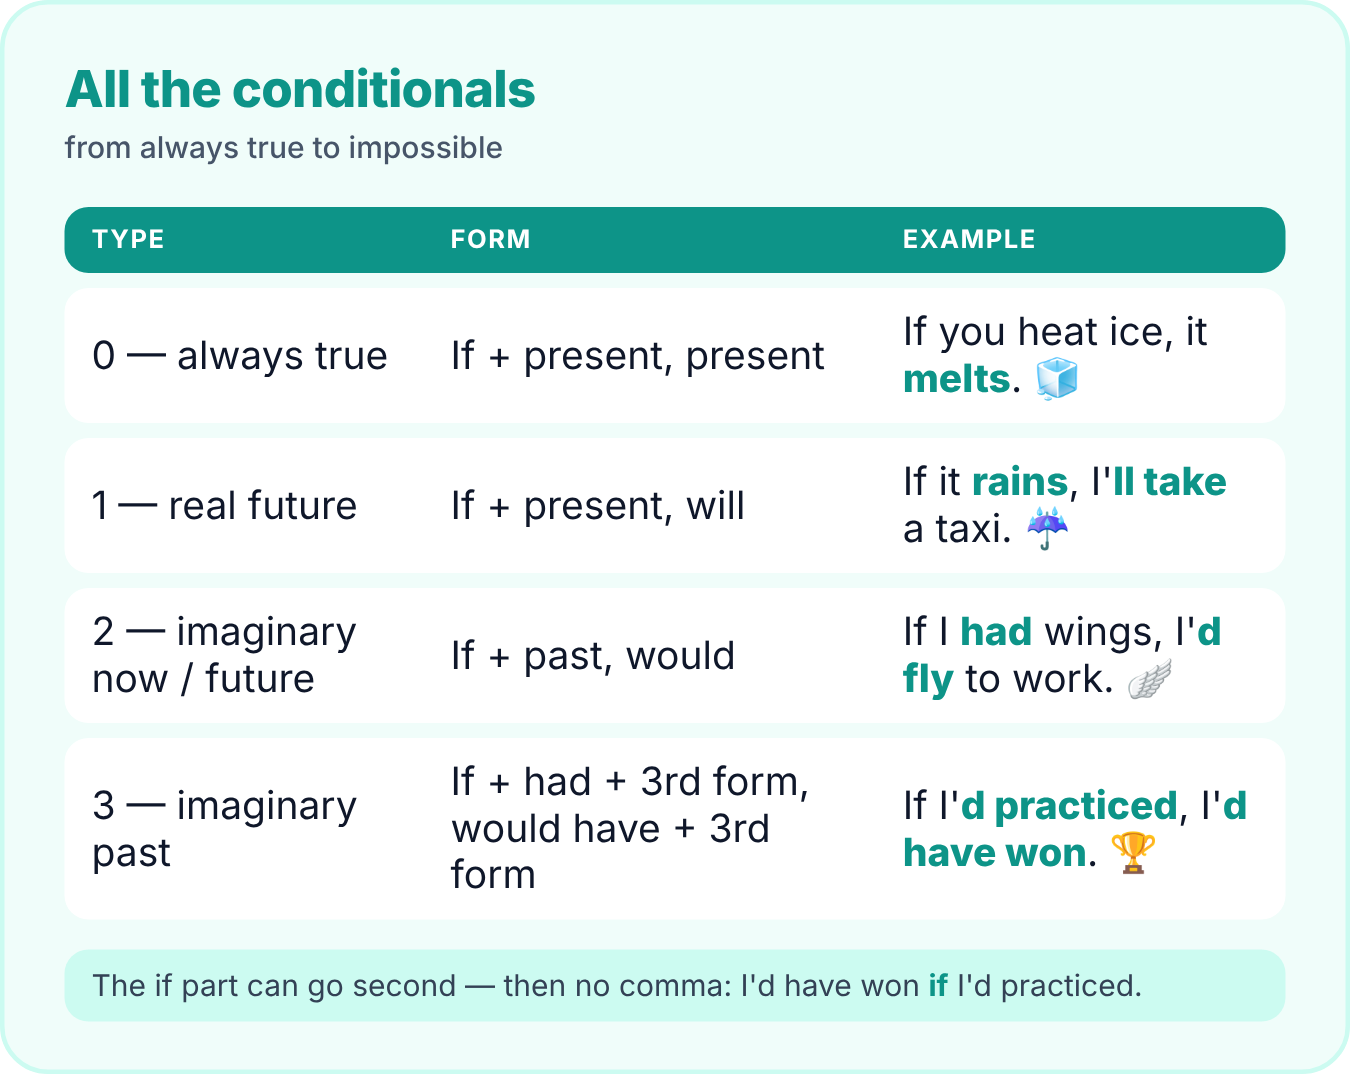 All the conditionals
from always true to impossible
TYPE FORM EXAMPLE
0 — always true If + present, present If you heat ice, it
melts. 🧊
1 — real future If + present, will If it rains, I'll take
a taxi. ☔
2 — imaginary
now / future
If + past, would
If I had wings, I'd
fly to work. 🪽
3 — imaginary
past
If + had + 3rd form,
would have + 3rd
form
If I'd practiced, I'd
have won. 🏆
The if part can go second — then no comma: I'd have won if I'd practiced.